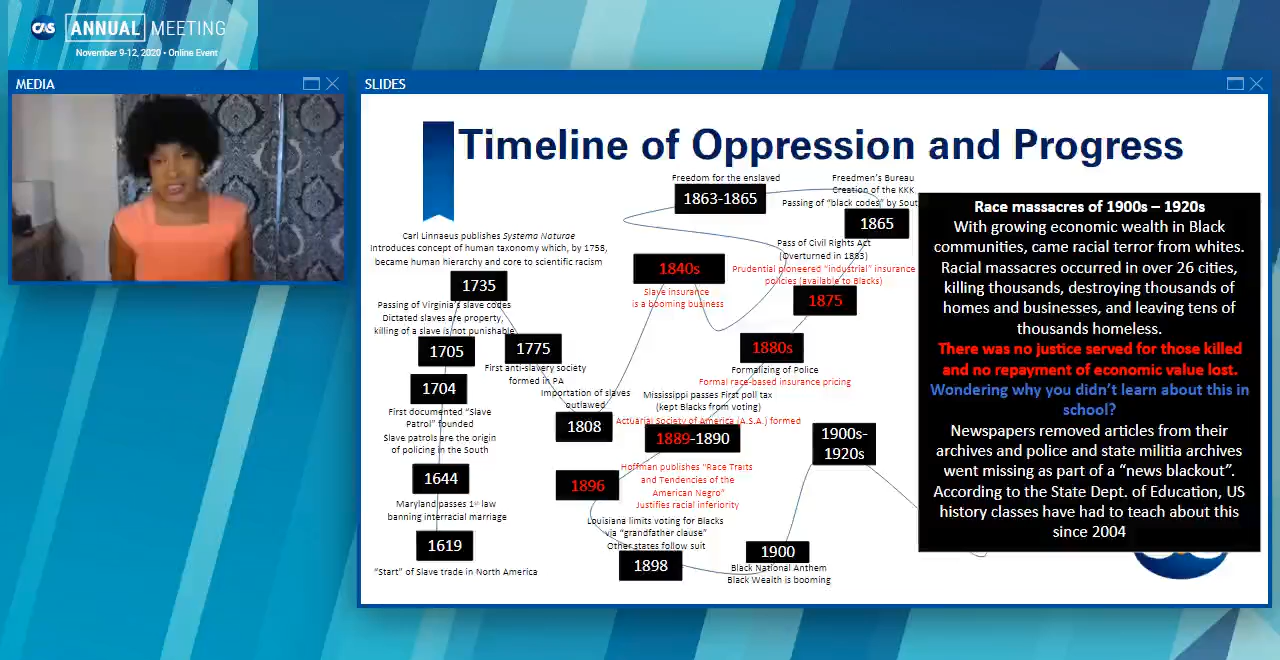 CAS ANNUAL MEETING
November 9-12, 2020 • Online Event
MEDIA
SLIDES
Timeline of Oppression and Progress
Freedom for the enslaved
1863-1865
Freedmen's Bureau
Creation of the KKK
Passing of "black codes" by Sout
1865
Carl Linnaeus publishes Systema Naturae
Introduces concept of human taxonomy which, by 1758,
became human hierarchy and core to scientific racism
1735
Pass of Civil Rights Act
(Overturned in 1883)
Prudential pioneered "industrial" insurance
policies (available to Blacks)
1875
1840s
Slave insurance
is a booming business
Passing of Virginia's slave codes
Dictated slaves are property,
killing of a slave is not punishable
1705
1775
First anti-slavery society
formed in PA
1880s
Formalizing of Police
Formal race-based insurance pricing
1704
First documented "Slave
Patrol" founded
Slave patrols are the origin
of policing in the South
Importation of slaves
outlawed
1808
Mississippi passes First poll tax
(kept Blacks from voting)
Actuarial Society of America (A.S.A.) formed
1889-1890
1900s-
1920s
1644
Maryland passes 1st law
banning interracial marriage
1896
Hoffman publishes "Race Traits
and Tendencies of the
American Negro"
Justifies racial inferiority
1619
"Start" of Slave trade in North America
Louisiana limits voting for Blacks
via "grandfather clause"
Other states follow suit
1898
1900
Black National Anthem
Black Wealth is booming
Race massacres of 1900s – 1920s
With growing economic wealth in Black
communities, came racial terror from whites.
Racial massacres occurred in over 26 cities,
killing thousands, destroying thousands of
homes and businesses, and leaving tens of
thousands homeless.
There was no justice served for those killed
and no repayment of economic value lost.
Wondering why you didn't learn about this in
school?
Newspapers removed articles from their
archives and police and state militia archives
went missing as part of a "news blackout".
According to the State Dept. of Education, US
history classes have had to teach about this
since 2004